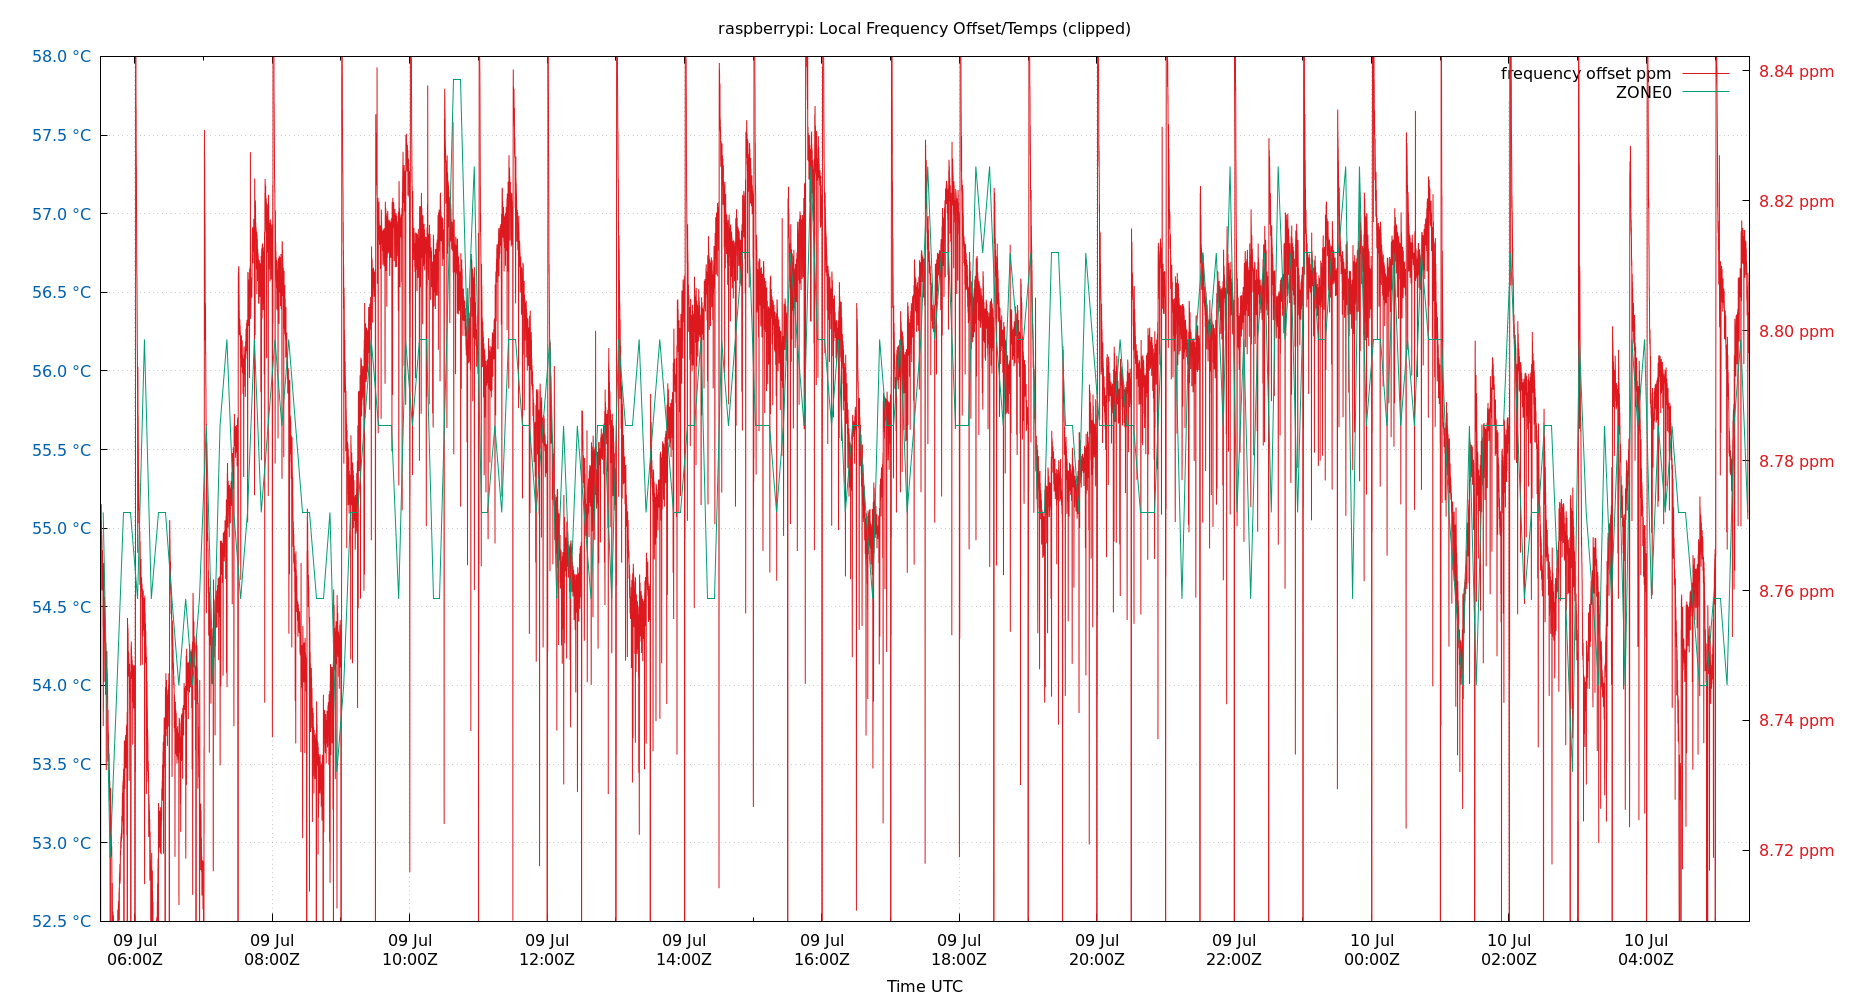 raspberrypi: Local Frequency Offset/Temps (clipped)
frequency offset ppm
ZONE0
58.0 °C
57.5 °C
57.0 °C
56.5 °C
56.0 °C
55.5 °C
55.0 °C
54.5 °C
54.0 °C
53.5 °C
53.0 °C
52.5 °C
8.84 ppm
8.82 ppm
8.80 ppm
8.78 ppm
8.76 ppm
8.74 ppm
8.72 ppm
09 Jul 09 Jul 09 Jul 09 Jul 09 Jul 09 Jul 09 Jul 09 Jul 09 Jul 10 Jul 10 Jul 10 Jul
06:00Z 08:00Z 10:00Z 12:00Z 14:00Z 16:00Z 18:00Z 20:00Z 22:00Z 00:00Z 02:00Z 04:00Z
Time UTC